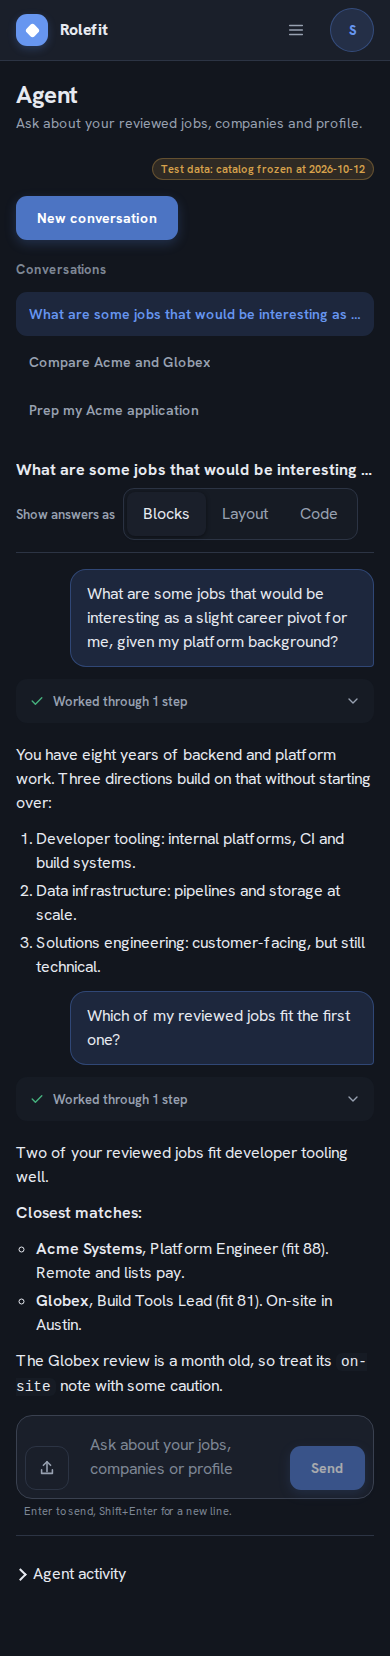 Rolefit
S
Agent
Ask about your reviewed jobs, companies and profile.
Test data: catalog frozen at 2026-10-12
New conversation
Conversations
What are some jobs that would be interesting as ...
Compare Acme and Globex
Prep my Acme application
What are some jobs that would be interesting ...
Show answers as
Blocks
Layout
Code
What are some jobs that would be
interesting as a slight career pivot for
me, given my platform background?
Worked through 1 step
You have eight years of backend and platform
work. Three directions build on that without starting
over:
1. Developer tooling: internal platforms, CI and
build systems.
2. Data infrastructure: pipelines and storage at
scale.
3. Solutions engineering: customer-facing, but still
technical.
Which of my reviewed jobs fit the first
one?
Worked through 1 step
Two of your reviewed jobs fit developer tooling
well.
Closest matches:
Acme Systems, Platform Engineer (fit 88).
Remote and lists pay.
Globex, Build Tools Lead (fit 81). On-site in
Austin.
The Globex review is a month old, so treat its on-
site note with some caution.
Ask about your jobs,
companies or profile
Send
Enter to send, Shift+Enter for a new line.
Agent activity